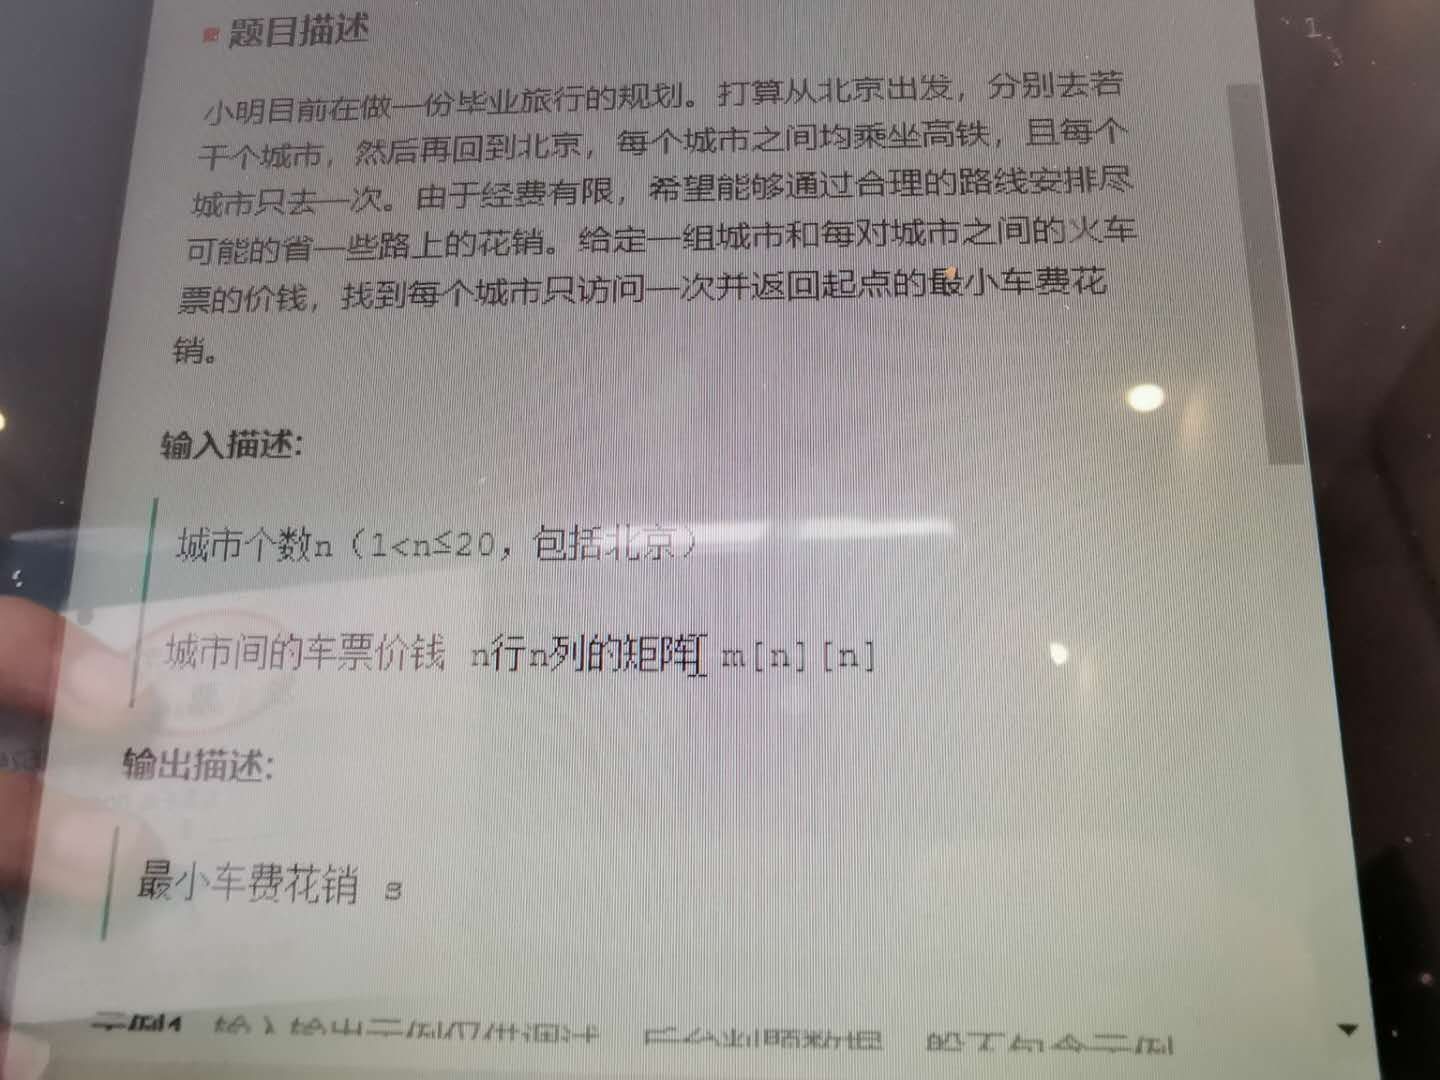 题目描述
小明目前在做一份毕业旅行的规划。打算从北京出发，分别去若
干个城市，然后再回到北京，每个城市之间均乘坐高铁，且每个
城市只去一次。由于经费有限，希望能够通过合理的路线安排尽
可能的省一些路上的花销。给定一组城市和每对城市之间的火车
票的价钱，找到每个城市只访问一次并返回起点的最小车费花
销。
输入描述:
城市个数n（1<n≤20，包括北京）
城市间的车票价钱 n行n列的矩阵 m[n][n]
输出描述:
最小车费花销 s